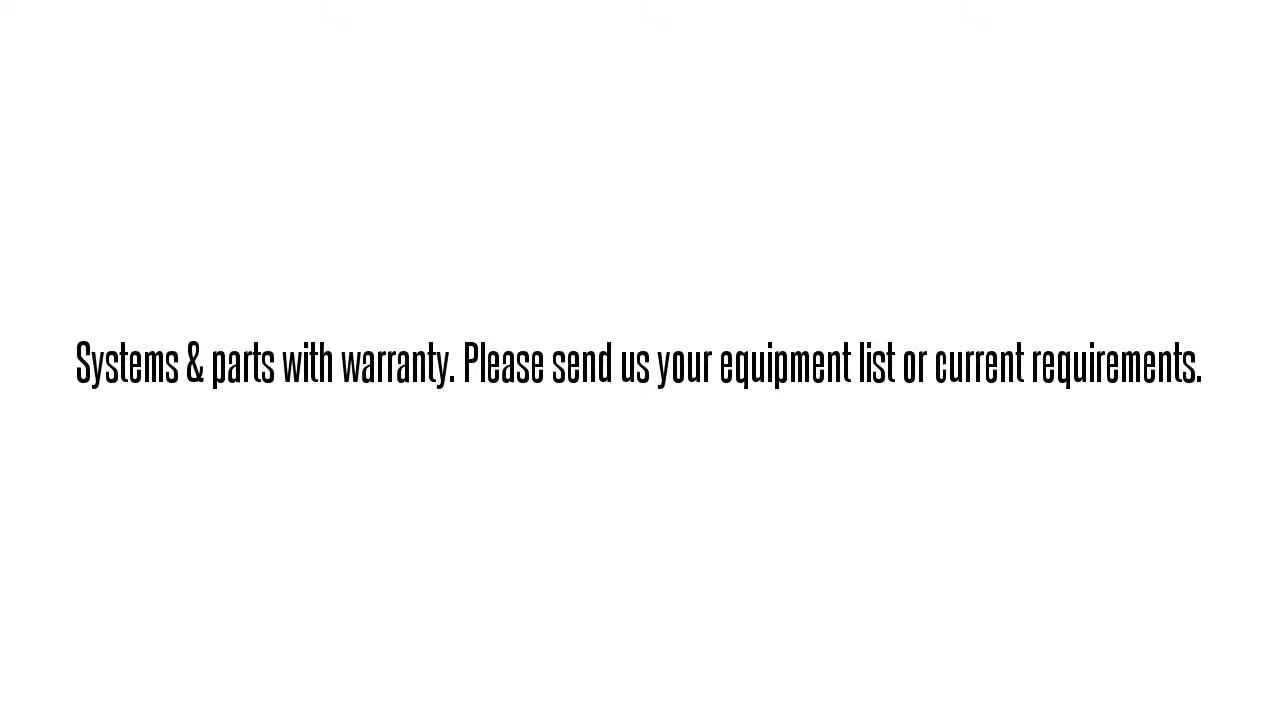 Systems & parts with warranty. Please send us your equipment list or current requirements.